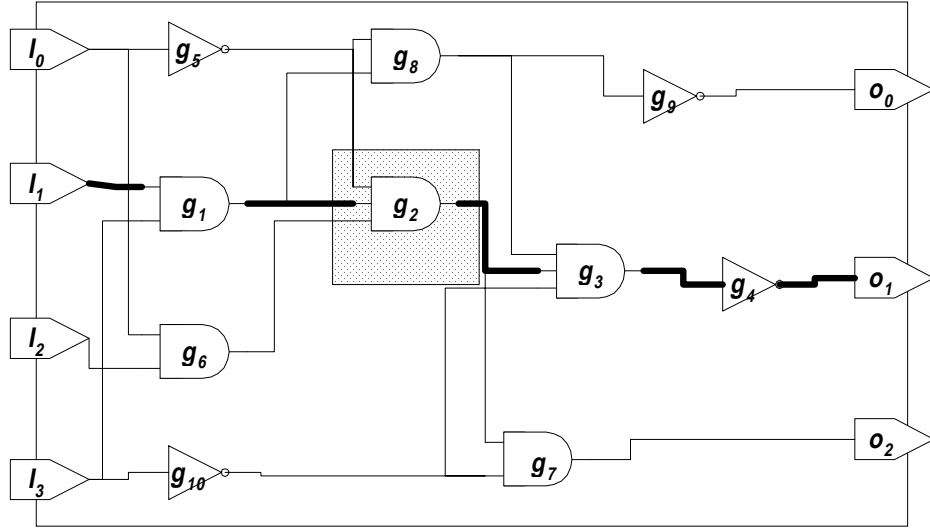 I₀
g₅
g₈
g₉
o₀
I₁
g₁
g₂
g₃
g₄
o₁
I₂
g₆
I₃
g₁₀
g₇
o₂